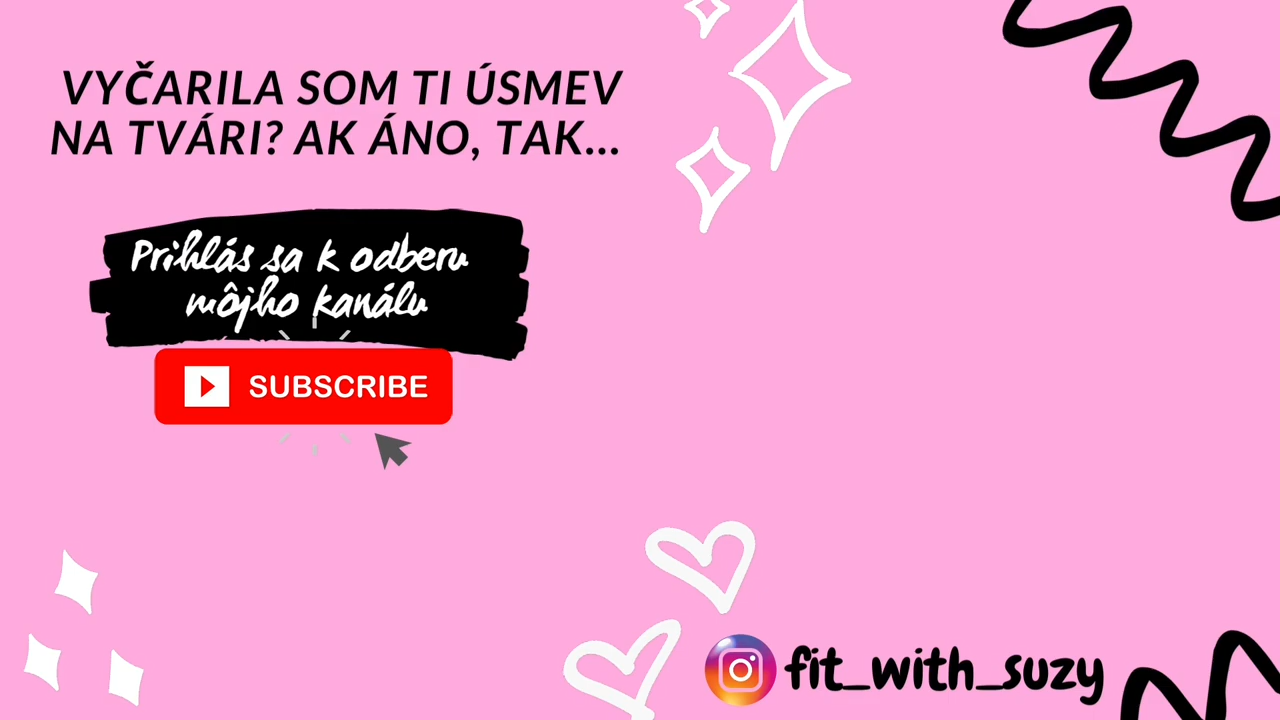 VYČARILA SOM TI ÚSMEV
NA TVÁRI? AK ÁNO, TAK...
Prihlás sa k odberu
môjho kanálu
SUBSCRIBE
fit_with_suzy